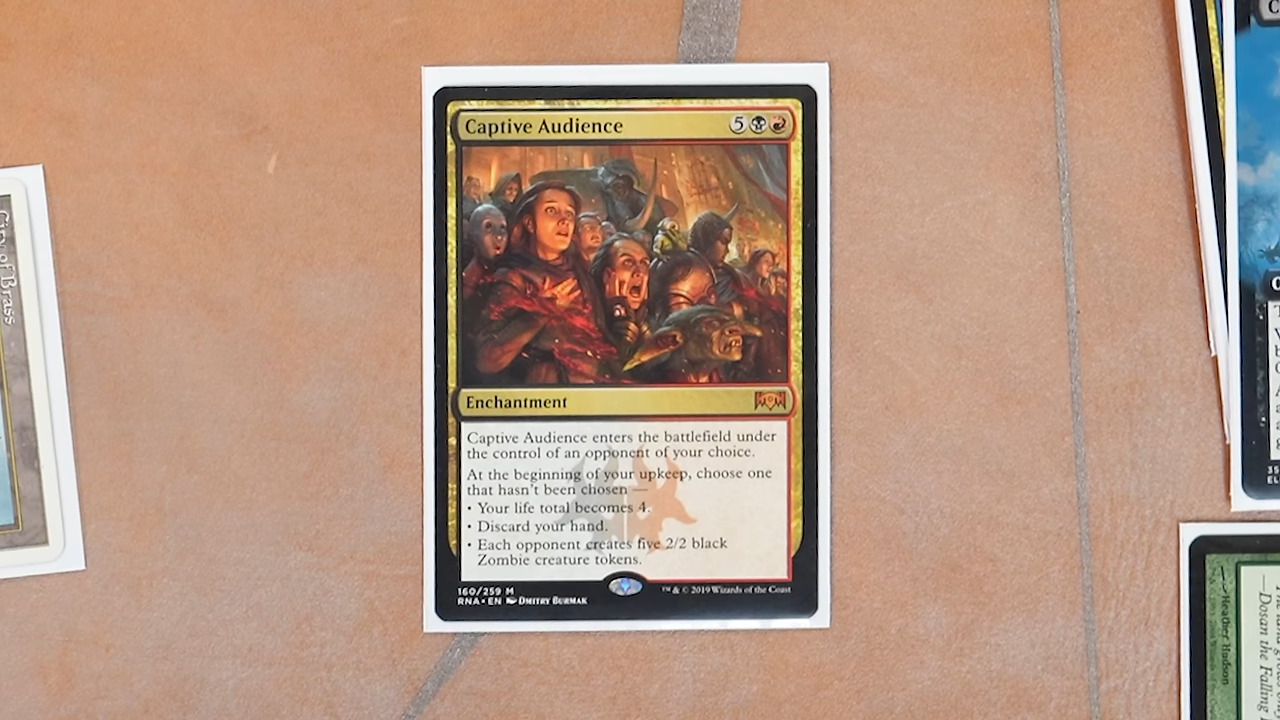 Captive Audience 5
Enchantment
Captive Audience enters the battlefield under
the control of an opponent of your choice.
At the beginning of your upkeep, choose one
that hasn't been chosen —
• Your life total becomes 4.
• Discard your hand.
• Each opponent creates five 2/2 black
Zombie creature tokens.
160/259 M
RNA • EN Dmitry Burmak
™ & © 2019 Wizards of the Coast
City of Brass
—Heather Hudson
—Dosan the Falling